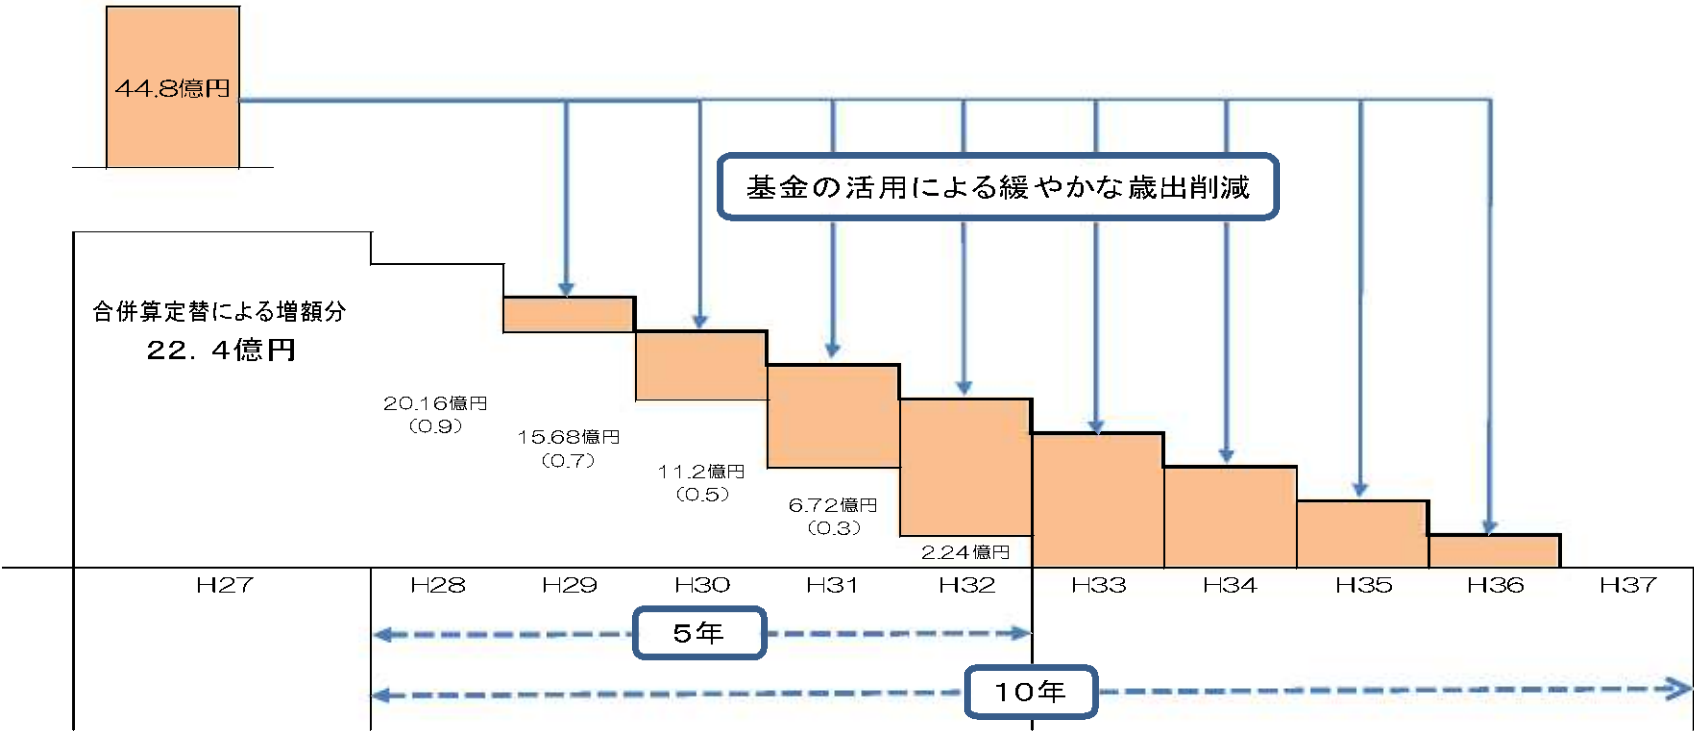 44.8億円
基金の活用による緩やかな歳出削減
合併算定替による増額分
22.4億円
20.16億円
(0.9)
15.68億円
(0.7)
11.2億円
(0.5)
6.72億円
(0.3)
2.24億円
H27 H28 H29 H30 H31 H32 H33 H34 H35 H36 H37
5年
10年